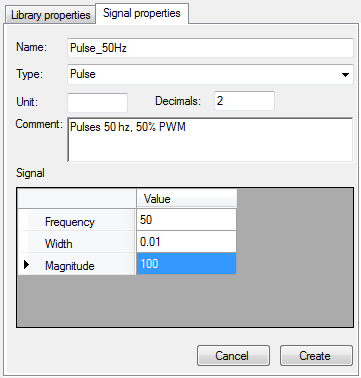 Library properties Signal properties
Name: Pulse_50Hz
Type: Pulse
Unit: Decimals: 2
Comment: Pulses 50 hz, 50% PWM
Signal
Value
Frequency 50
Width 0.01
Magnitude 100
Cancel Create